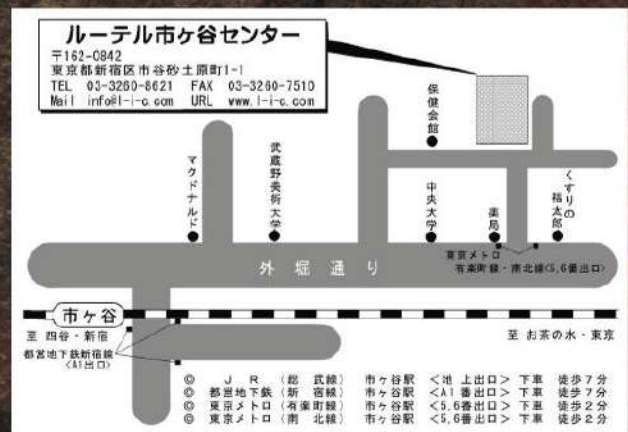 ルーテル市ヶ谷センター
〒162-0842
東京都新宿区市谷砂土原町1-1
TEL 03-3260-8621 FAX 03-3260-7510
Mail info@l-i-c.com URL www.l-i-c.com
保健会館
マクドナルド
武蔵野美術大学
中央大学
薬局
くすりの
福太郎
東京メトロ
有楽町線・南北線<5,6番出口>
外堀通り
市ヶ谷
至 四谷・新宿
至 お茶の水・東京
都営地下鉄新宿線
<A1出口>
◎ JR (総武線) 市ヶ谷駅 <地上出口> 下車 徒歩7分
◎ 都営地下鉄 (新宿線) 市ヶ谷駅 <A1番出口> 下車 徒歩7分
◎ 東京メトロ (有楽町線) 市ヶ谷駅 <5,6番出口> 下車 徒歩2分
◎ 東京メトロ (南北線) 市ヶ谷駅 <5,6番出口> 下車 徒歩2分